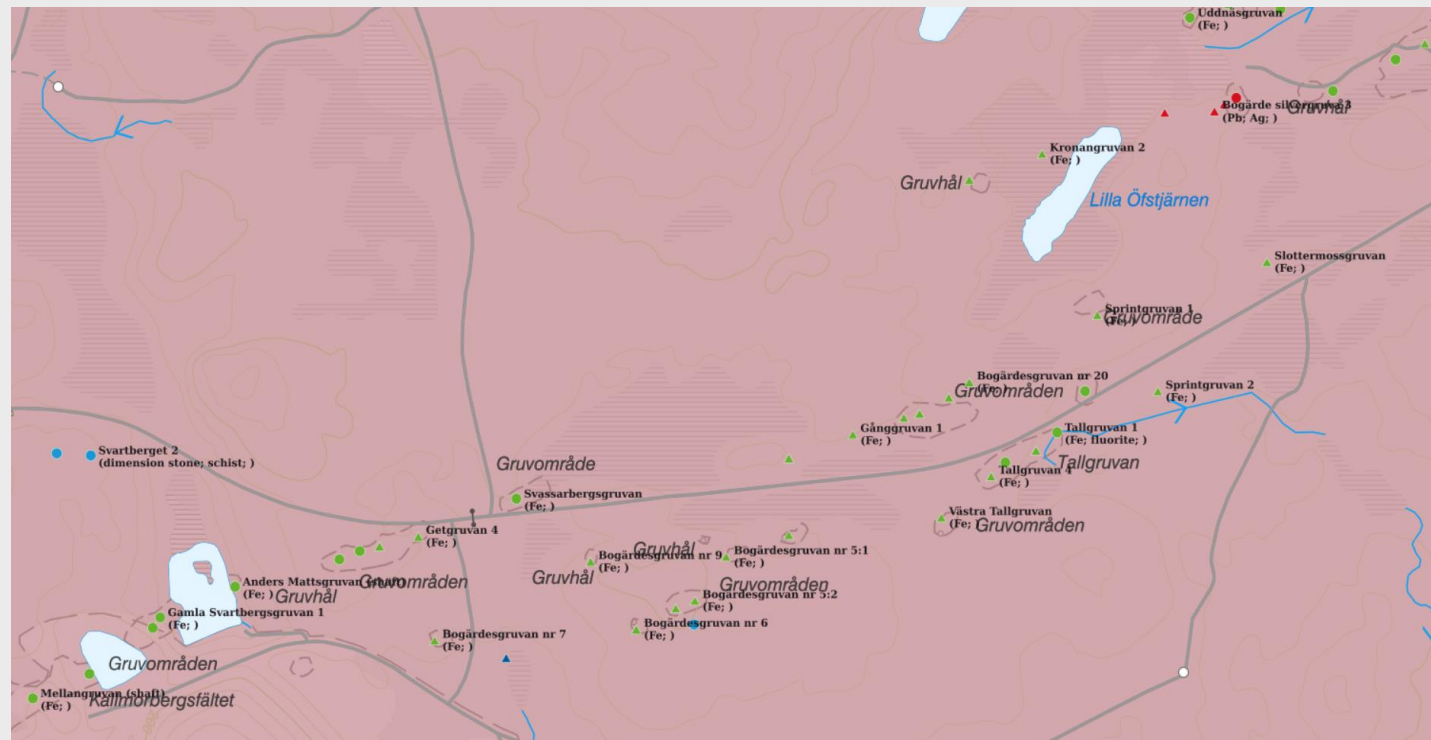 Uddnäsgruvan
(Fe; )
Bogärde silvergruva 3
(Pb; Ag; )
Gruvhål
Kronangruvan 2
(Fe; )
Gruvhål
Lilla Öfstjärnen
Slottermossgruvan
(Fe; )
Sprintgruvan 1
(Fe; )
Gruvområde
Bogärdesgruvan nr 20
(Fe; )
Gruvområden
Sprintgruvan 2
(Fe; )
Gånggruvan 1
(Fe; )
Tallgruvan 1
(Fe; fluorite; )
Svartberget 2
(dimension stone; schist; )
Gruvområde
Tallgruvan
Tallgruvan 4
(Fe; )
Svassarbergsgruvan
(Fe; )
Västra Tallgruvan
(Fe; )
Gruvområden
Getgruvan 4
(Fe; )
Gruvhål
Bogärdesgruvan nr 9
(Fe; )
Bogärdesgruvan nr 5:1
(Fe; )
Gruvhål
Anders Mattsgruvan (shaft)
(Fe; )
Gruvområden
Gruvhål
Gruvområden
Bogärdesgruvan nr 5:2
(Fe; )
Gamla Svartbergsgruvan 1
(Fe; )
Bogärdesgruvan nr 6
(Fe; )
Bogärdesgruvan nr 7
(Fe; )
Gruvområden
Mellangruvan (shaft)
(Fe; )
Kallmorbergsfältet